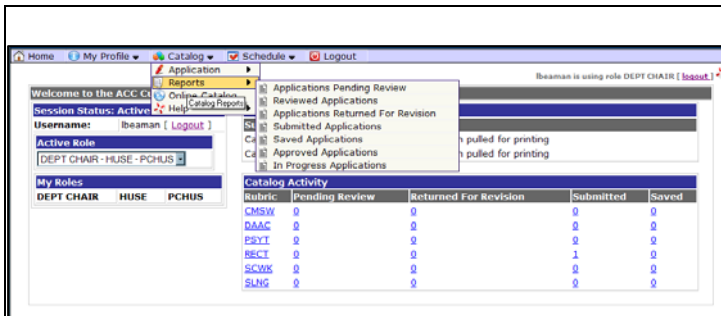 Home My Profile Catalog Schedule Logout
lbeaman is using role DEPT CHAIR [ logout ]
Application
Reports
Online Catalog
Help
Catalog Reports
Applications Pending Review
Reviewed Applications
Applications Returned For Revision
Submitted Applications
Saved Applications
Approved Applications
In Progress Applications
Welcome to the ACC
Session Status: Active
Username: lbeaman [ Logout ]
Active Role
DEPT CHAIR - HUSE - PCHUS
My Roles
DEPT CHAIR HUSE PCHUS
pulled for printing
pulled for printing
Catalog Activity
Rubric Pending Review Returned For Revision Submitted Saved
CMSW 0 0 0 0
DAAC 0 0 0 0
PSYT 0 0 0 0
RECT 0 0 1 0
SCWK 0 0 0 0
SLNG 0 0 0 0